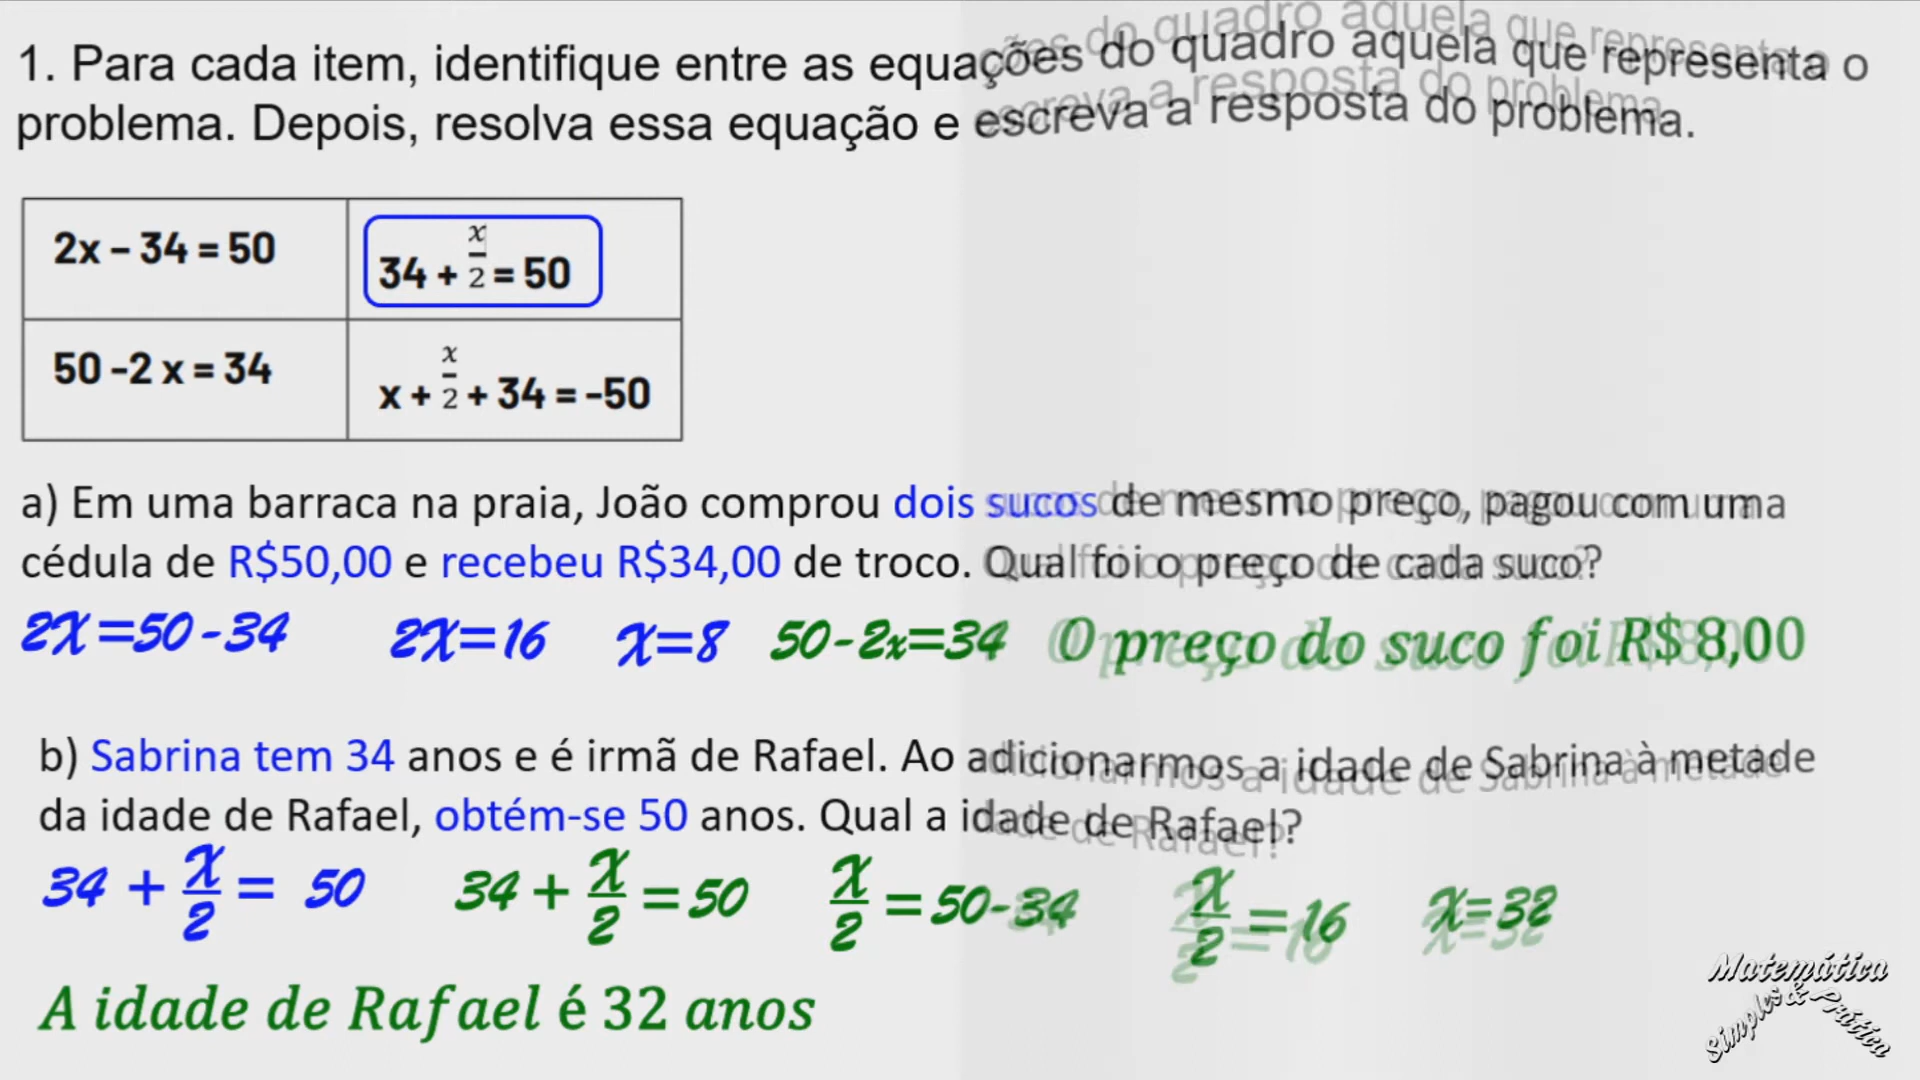 1. Para cada item, identifique entre as equações do quadro aquela que representa o
problema. Depois, resolva essa equação e escreva a resposta do problema.
2x – 34 = 50
34 + x/2 = 50
50 -2 x = 34
x + x/2 + 34 = -50
a) Em uma barraca na praia, João comprou dois sucos de mesmo preço, pagou com uma
cédula de R$50,00 e recebeu R$34,00 de troco. Qual foi o preço de cada suco?
2X=50-34 2X=16 X=8 50-2x=34 O preço do suco foi R$ 8,00
b) Sabrina tem 34 anos e é irmã de Rafael. Ao adicionarmos a idade de Sabrina à metade
da idade de Rafael, obtém-se 50 anos. Qual a idade de Rafael?
34 + X/2 = 50 34 + X/2 = 50 X/2 = 50-34 X/2 = 16 X=32
A idade de Rafael é 32 anos
Matemática
Simples & Prática